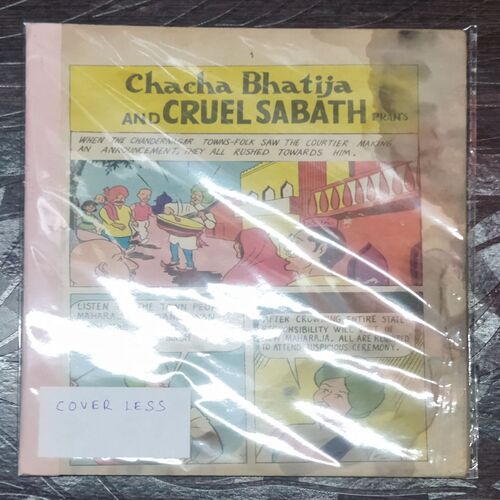 1
Chacha Bhatija
AND CRUEL SABATH PRAN'S
WHEN THE CHANDERNAGAR TOWNS-FOLK SAW THE COURTIER MAKING
AN ANNOUNCEMENT, THEY ALL RUSHED TOWARDS HIM.
LISTEN THE TOWN
MAHARA
AFTER CROWNING ENTIRE STATE
WILL
MAHARAJA. ALL ARE
TO ATTEND AUSPICIOUS CEREMONY.
COVER LESS